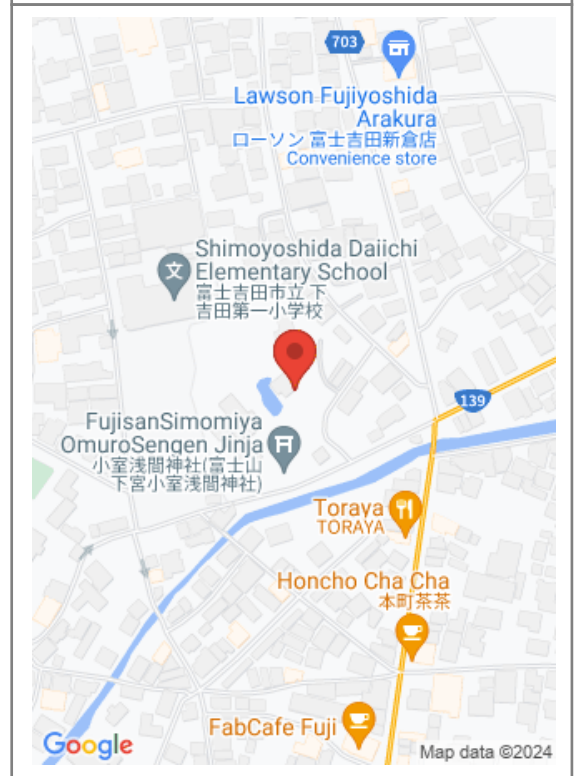 703
Lawson Fujiyoshida
Arakura
ローソン 富士吉田新倉店
Convenience store
Shimoyoshida Daiichi
Elementary School
富士吉田市立 下
吉田第一小学校
文
139
FujisanSimomiya
OmuroSengen Jinja
小室浅間神社(富士山
下宮小室浅間神社)
Toraya
TORAYA
Honcho Cha Cha
本町茶茶
FabCafe Fuji
Google
Map data ©2024